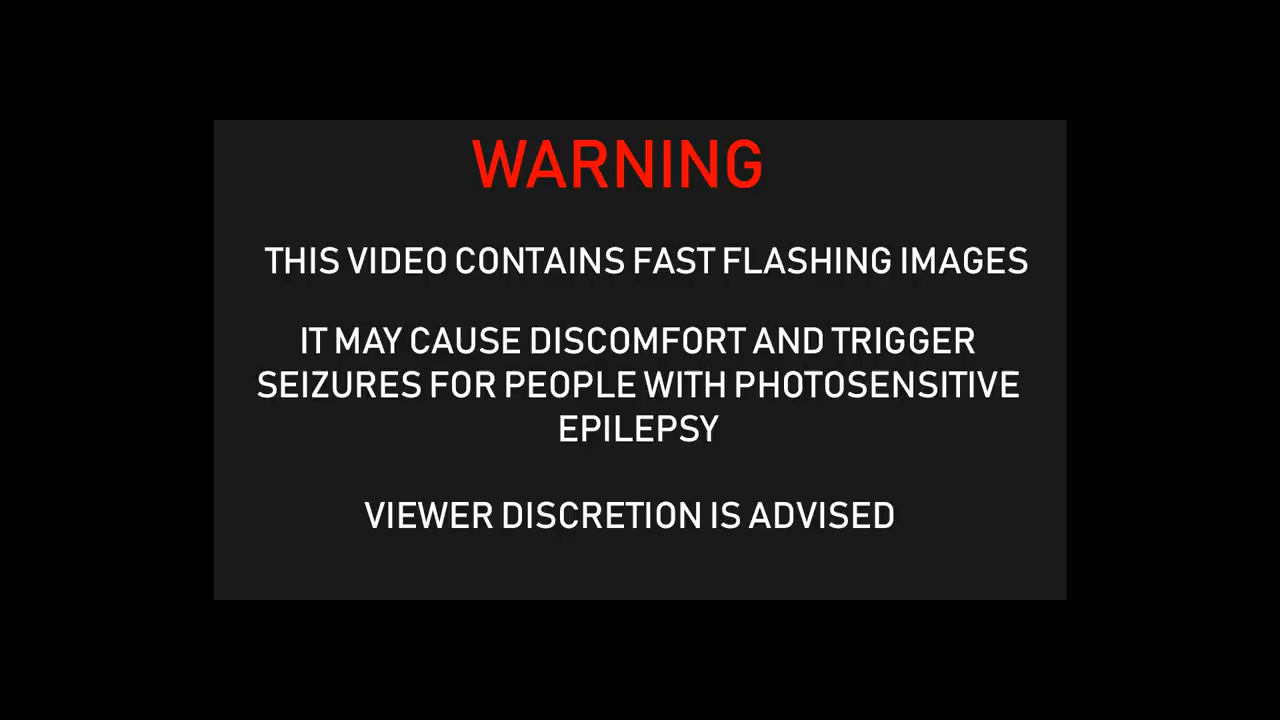 WARNING
THIS VIDEO CONTAINS FAST FLASHING IMAGES
IT MAY CAUSE DISCOMFORT AND TRIGGER
SEIZURES FOR PEOPLE WITH PHOTOSENSITIVE
EPILEPSY
VIEWER DISCRETION IS ADVISED